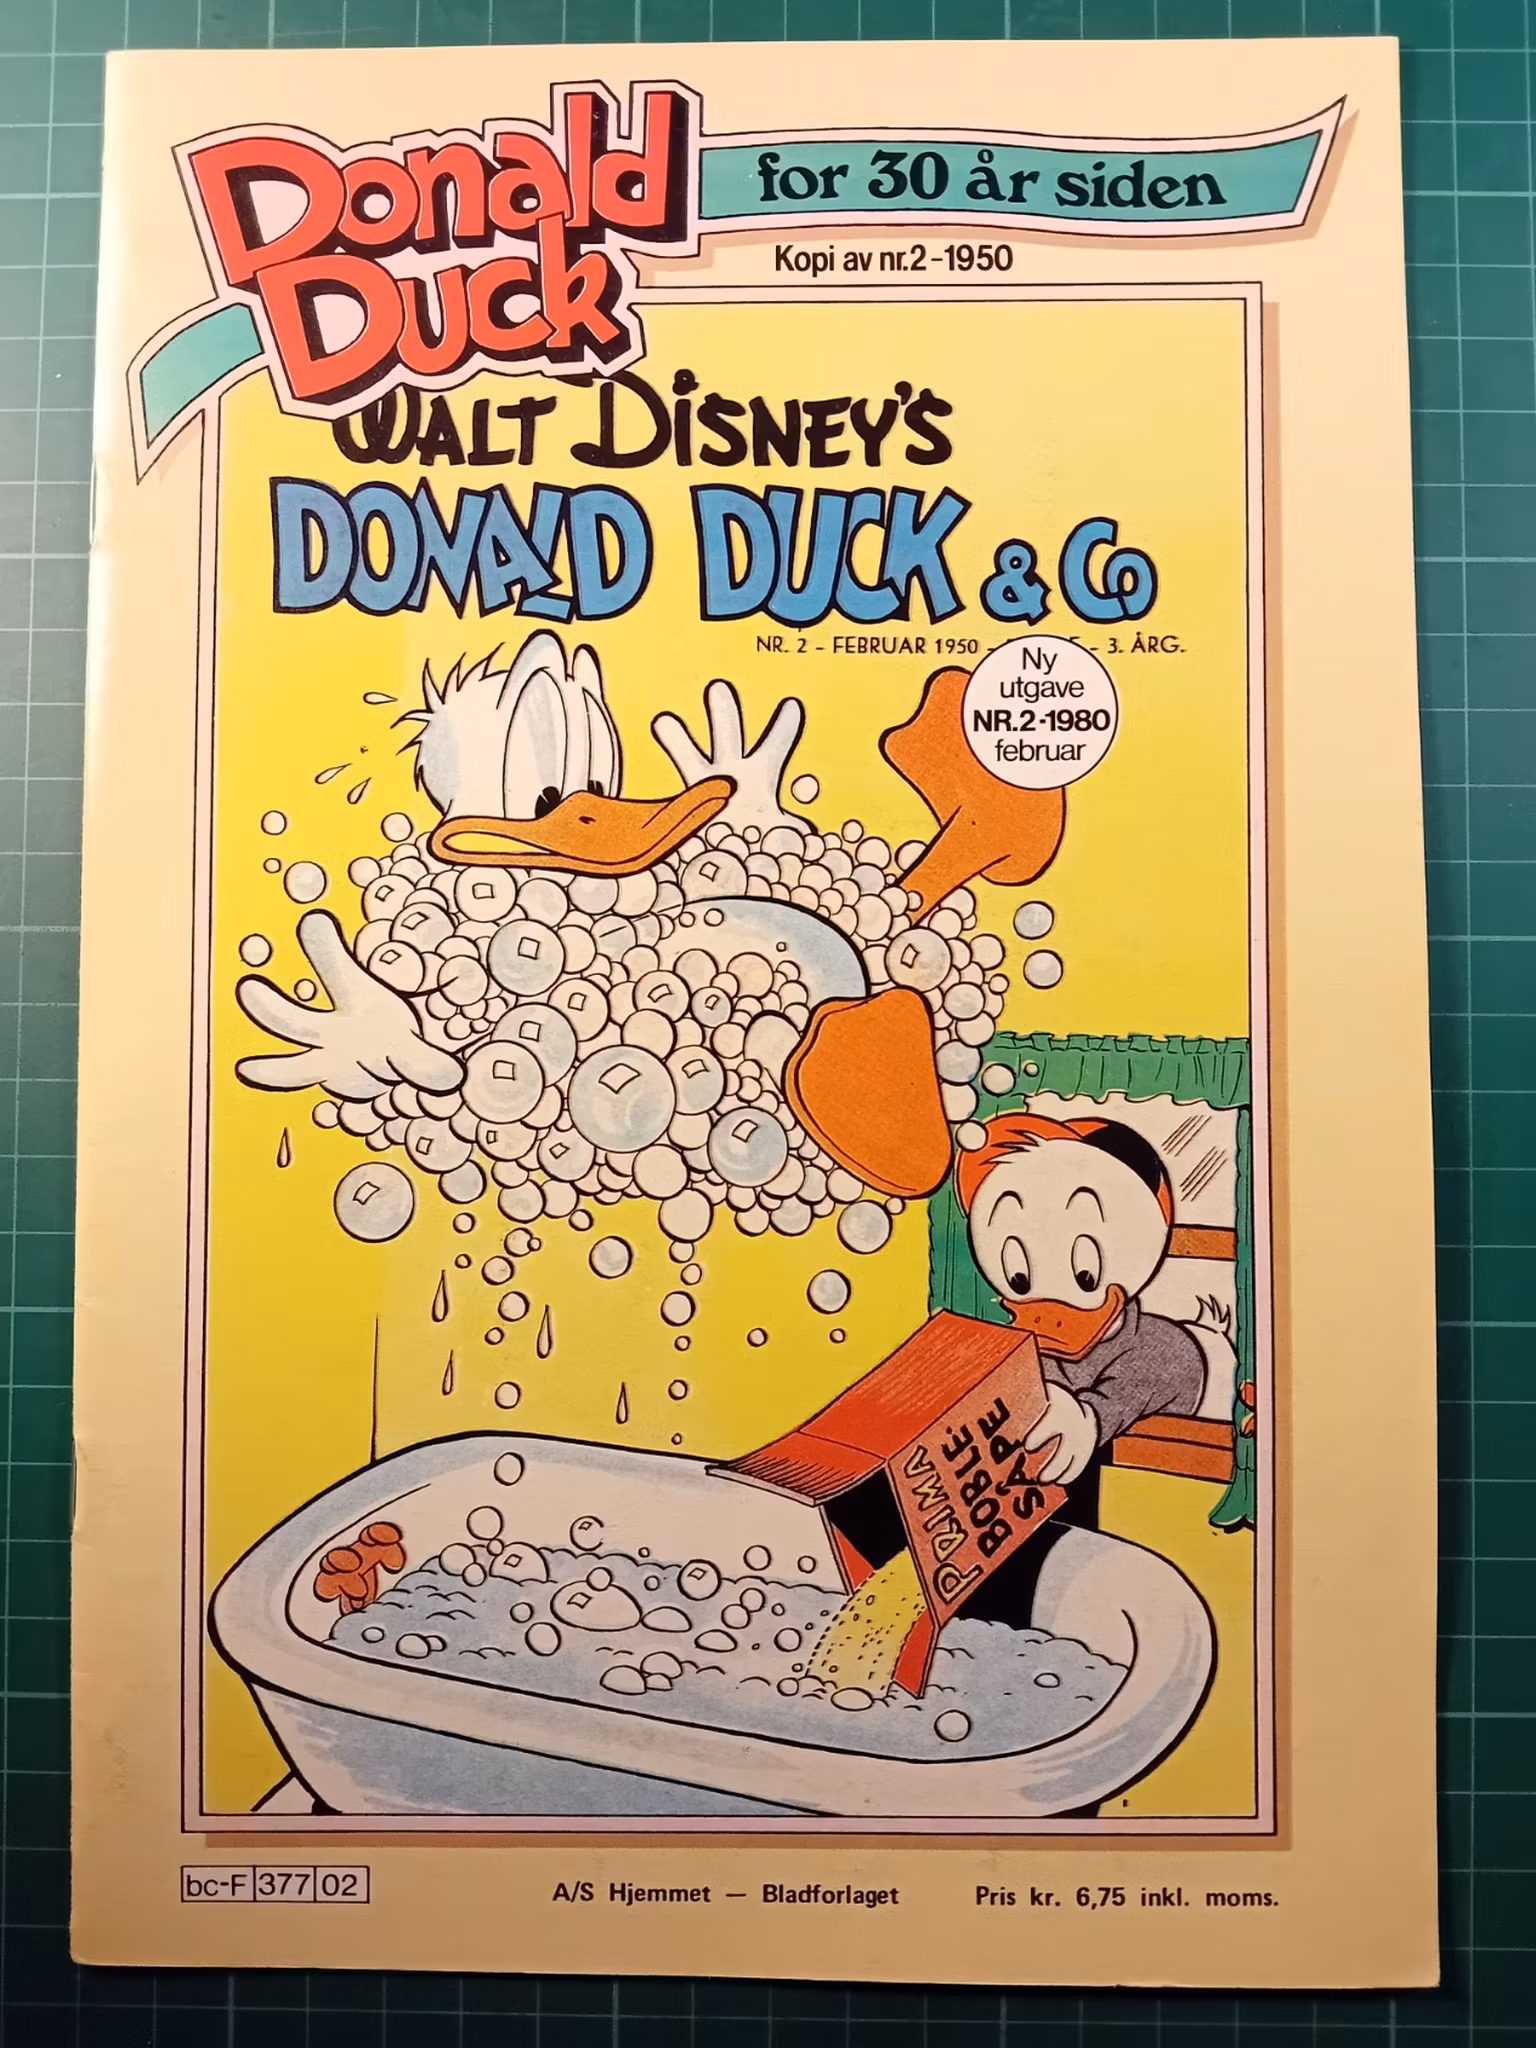 Donald
Duck
for 30 år siden
Kopi av nr.2-1950
WALT DISNEY'S
DONALD DUCK & Co
NR. 2 - FEBRUAR 1950 - - 3. ÅRG.
Ny
utgave
NR.2-1980
februar
PRIMA
BOBLE
SÅPE
bc-F 377 02
A/S Hjemmet — Bladforlaget
Pris kr. 6,75 inkl. moms.